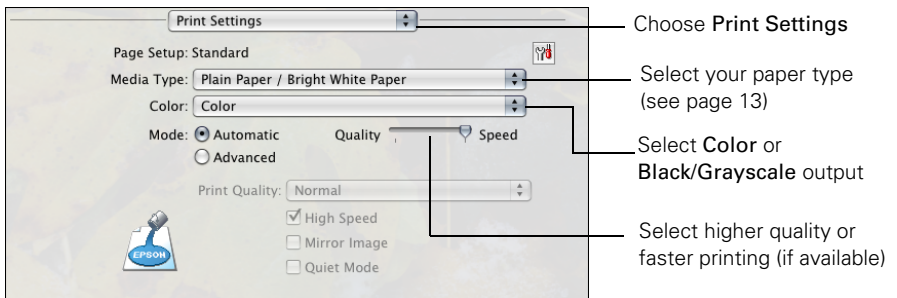 Print Settings
Choose Print Settings
Page Setup: Standard
Media Type: Plain Paper / Bright White Paper
Select your paper type
(see page 13)
Color: Color
Mode: Automatic
Quality
Speed
Advanced
Select Color or
Black/Grayscale output
Print Quality: Normal
High Speed
Mirror Image
Quiet Mode
EPSON
Select higher quality or
faster printing (if available)